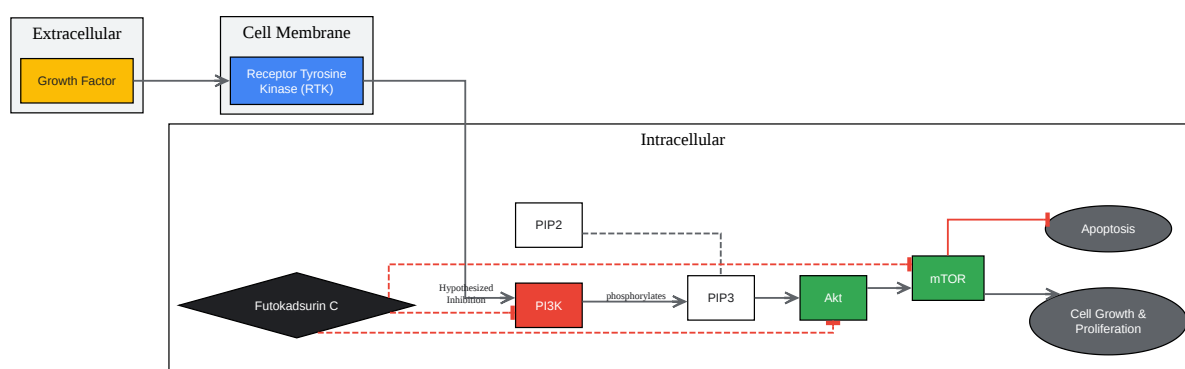 Extracellular
Cell Membrane
Growth Factor
Receptor Tyrosine
Kinase (RTK)
Intracellular
PIP2
Apoptosis
Futokadsurin C
Hypothesized
Inhibition
PI3K
phosphorylates
PIP3
Akt
mTOR
Cell Growth &
Proliferation